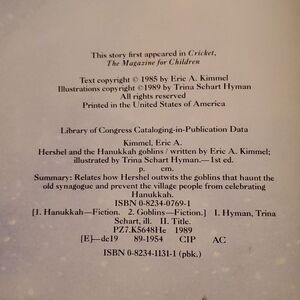 This story first appeared in Cricket,
The Magazine for Children
Text copyright © 1985 by Eric A. Kimmel
Illustrations copyright ©1989 by Trina Schart Hyman
All rights reserved
Printed in the United States of America
Library of Congress Cataloging-in-Publication Data
Kimmel, Eric A.
Hershel and the Hanukkah goblins / written by Eric A. Kimmel;
illustrated by Trina Schart Hyman.—1st ed.
p. cm.
Summary: Relates how Hershel outwits the goblins that haunt the
old synagogue and prevent the village people from celebrating
Hanukkah.
ISBN 0-8234-0769-1
[1. Hanukkah—Fiction. 2. Goblins—Fiction.] I. Hyman, Trina
Schart, ill. II. Title.
PZ7.K5648He 1989
[E]—dc19 89-1954 CIP AC
ISBN 0-8234-1131-1 (pbk.)